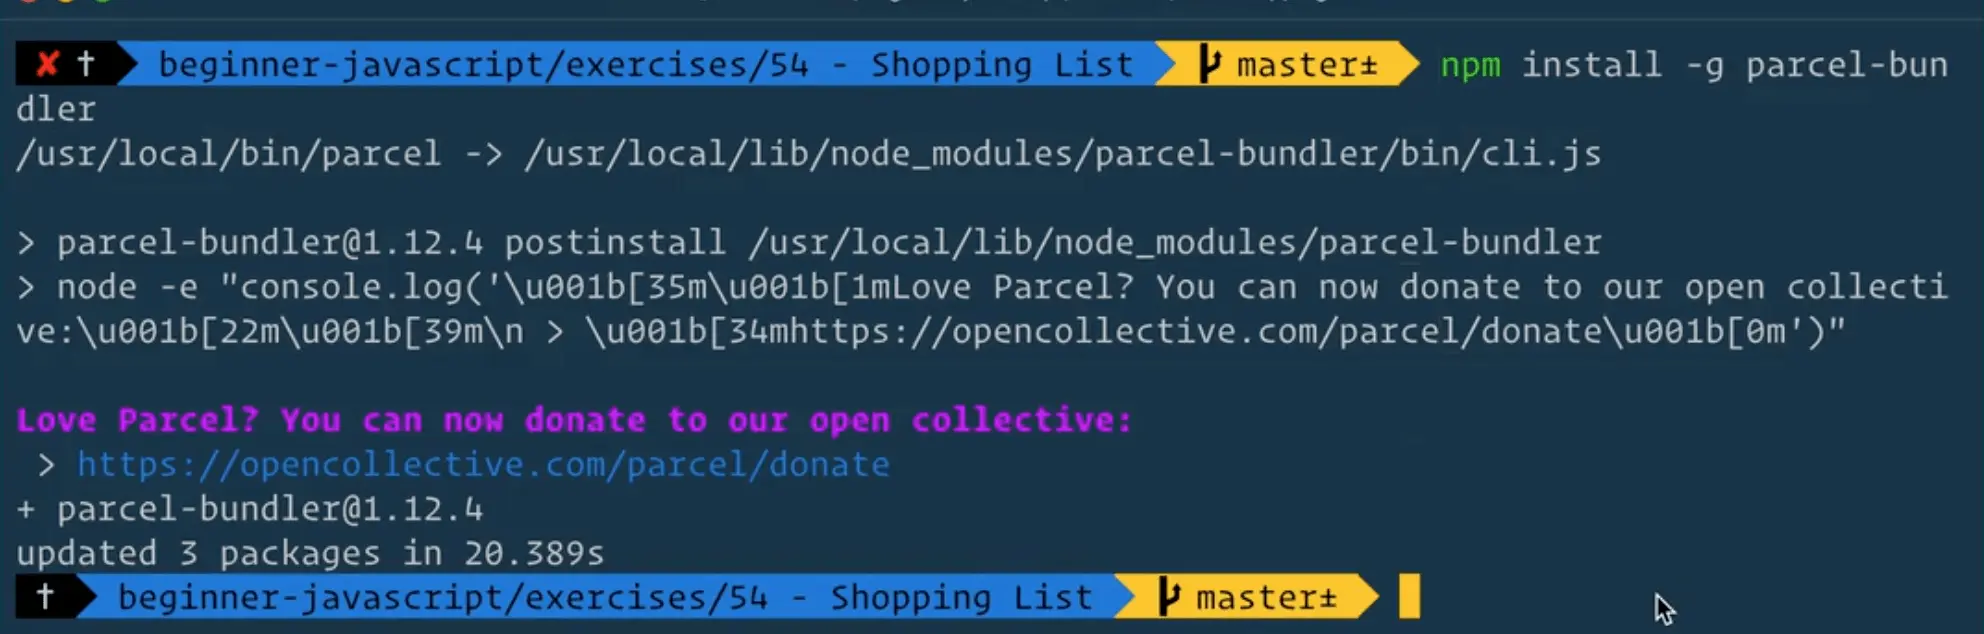 ✘ † beginner-javascript/exercises/54 - Shopping List master± npm install -g parcel-bun
dler
/usr/local/bin/parcel -> /usr/local/lib/node_modules/parcel-bundler/bin/cli.js
> parcel-bundler@1.12.4 postinstall /usr/local/lib/node_modules/parcel-bundler
> node -e "console.log('\u001b[35m\u001b[1mLove Parcel? You can now donate to our open collecti
ve:\u001b[22m\u001b[39m\n > \u001b[34mhttps://opencollective.com/parcel/donate\u001b[0m')"
Love Parcel? You can now donate to our open collective:
> https://opencollective.com/parcel/donate
+ parcel-bundler@1.12.4
updated 3 packages in 20.389s
† beginner-javascript/exercises/54 - Shopping List master±